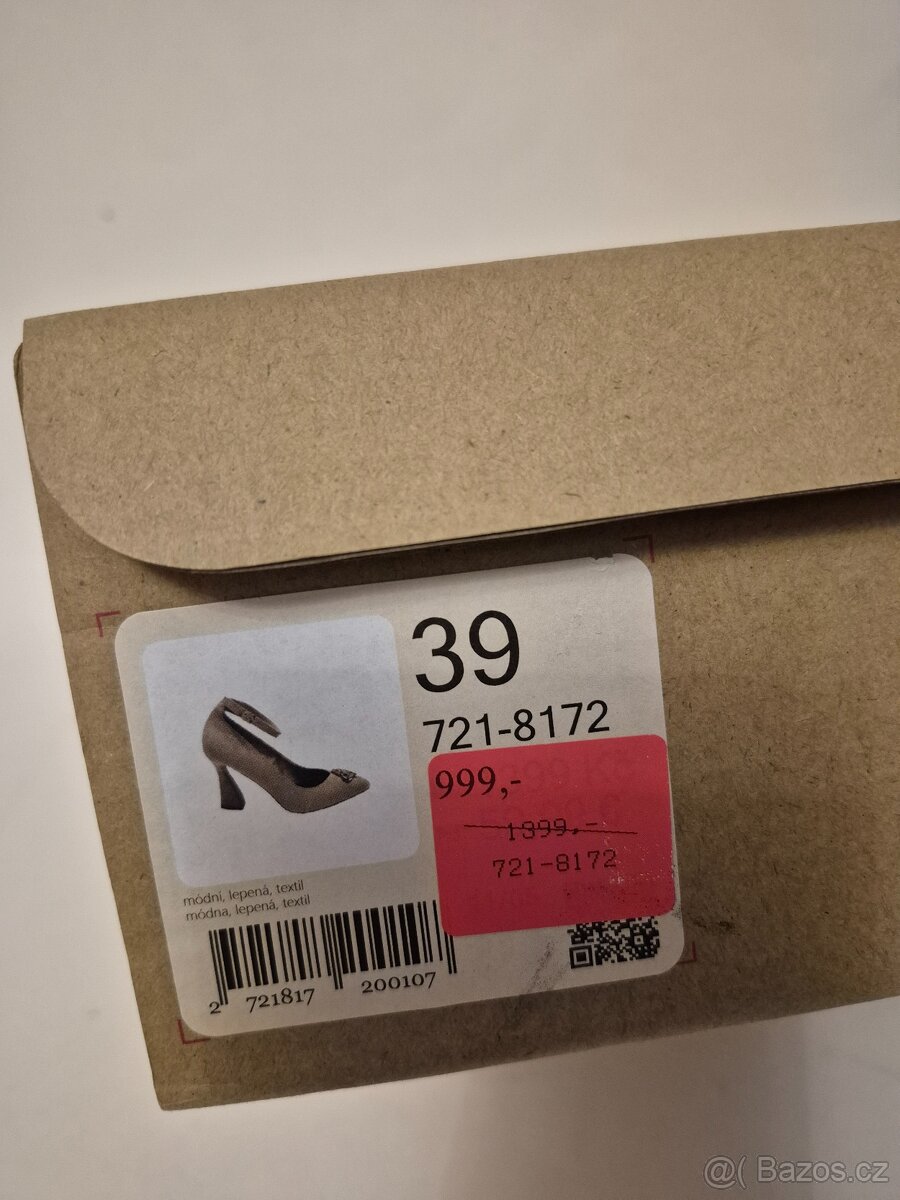 39
721-8172
999,-
1399,-
721-8172
módní, lepená, textil
módna, lepená, textil
2 721817 200107
@( Bazos.cz